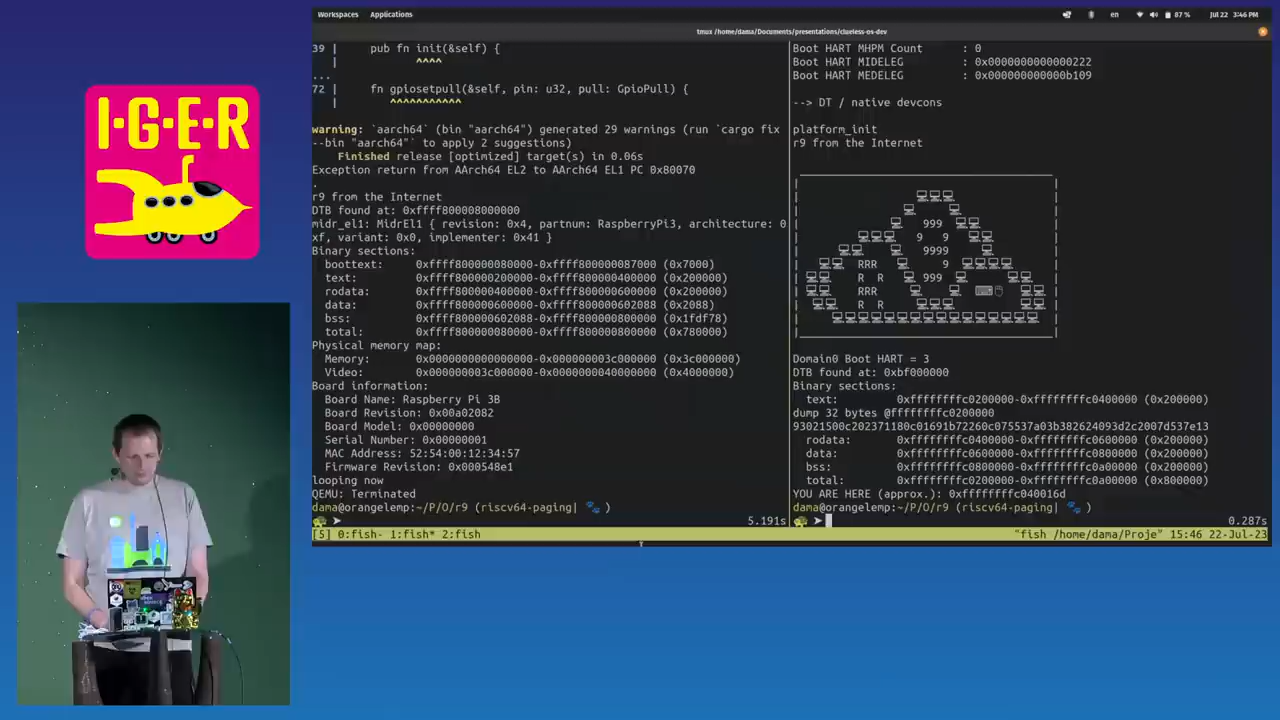 Workspaces Applications
en 87 % Jul 22 3:46 PM
tmux /home/dama/Documents/presentations/clueless-os-dev
I·G·E·R
39 | pub fn init(&self) {
| ^^^^
...
72 | fn gpiosetpull(&self, pin: u32, pull: GpioPull) {
| ^^^^^^^^^^^
warning: `aarch64` (bin "aarch64") generated 29 warnings (run `cargo fix
--bin "aarch64"` to apply 2 suggestions)
Finished release [optimized] target(s) in 0.06s
Exception return from AArch64 EL2 to AArch64 EL1 PC 0x80070
.
r9 from the Internet
DTB found at: 0xffff800008000000
midr_el1: MidrEl1 { revision: 0x4, partnum: RaspberryPi3, architecture: 0
xf, variant: 0x0, implementer: 0x41 }
Binary sections:
boottext: 0xffff800000080000-0xffff800000087000 (0x7000)
text: 0xffff800000200000-0xffff800000400000 (0x200000)
rodata: 0xffff800000400000-0xffff800000600000 (0x200000)
data: 0xffff800000600000-0xffff800000602088 (0x2088)
bss: 0xffff800000602088-0xffff800000800000 (0x1fdf78)
total: 0xffff800000080000-0xffff800000800000 (0x780000)
Physical memory map:
Memory: 0x0000000000000000-0x000000003c000000 (0x3c000000)
Video: 0x000000003c000000-0x0000000040000000 (0x4000000)
Board information:
Board Name: Raspberry Pi 3B
Board Revision: 0x00a02082
Board Model: 0x00000000
Serial Number: 0x00000001
MAC Address: 52:54:00:12:34:57
Firmware Revision: 0x000548e1
looping now
QEMU: Terminated
dama@orangelemp:~/P/O/r9 (riscv64-paging| 🐾 )
➤ 5.191s
Boot HART MHPM Count : 0
Boot HART MIDELEG : 0x0000000000000222
Boot HART MEDELEG : 0x000000000000b109
--> DT / native devcons
platform_init
r9 from the Internet
999
9 9
9999
RRR 9
R R 999
RRR
R R
Domain0 Boot HART = 3
DTB found at: 0xbf000000
Binary sections:
text: 0xffffffffc0200000-0xffffffffc0400000 (0x200000)
dump 32 bytes @ffffffffc0200000
93021500c202371180c01691b72260c075537a03b382624093d2c2007d537e13
rodata: 0xffffffffc0400000-0xffffffffc0600000 (0x200000)
data: 0xffffffffc0600000-0xffffffffc0800000 (0x200000)
bss: 0xffffffffc0800000-0xffffffffc0a00000 (0x200000)
total: 0xffffffffc0200000-0xffffffffc0a00000 (0x800000)
YOU ARE HERE (approx.): 0xffffffffc040016d
dama@orangelemp:~/P/O/r9 (riscv64-paging| 🐾 )
➤ 0.287s
[5] 0:fish- 1:fish* 2:fish "fish /home/dama/Proje" 15:46 22-Jul-23